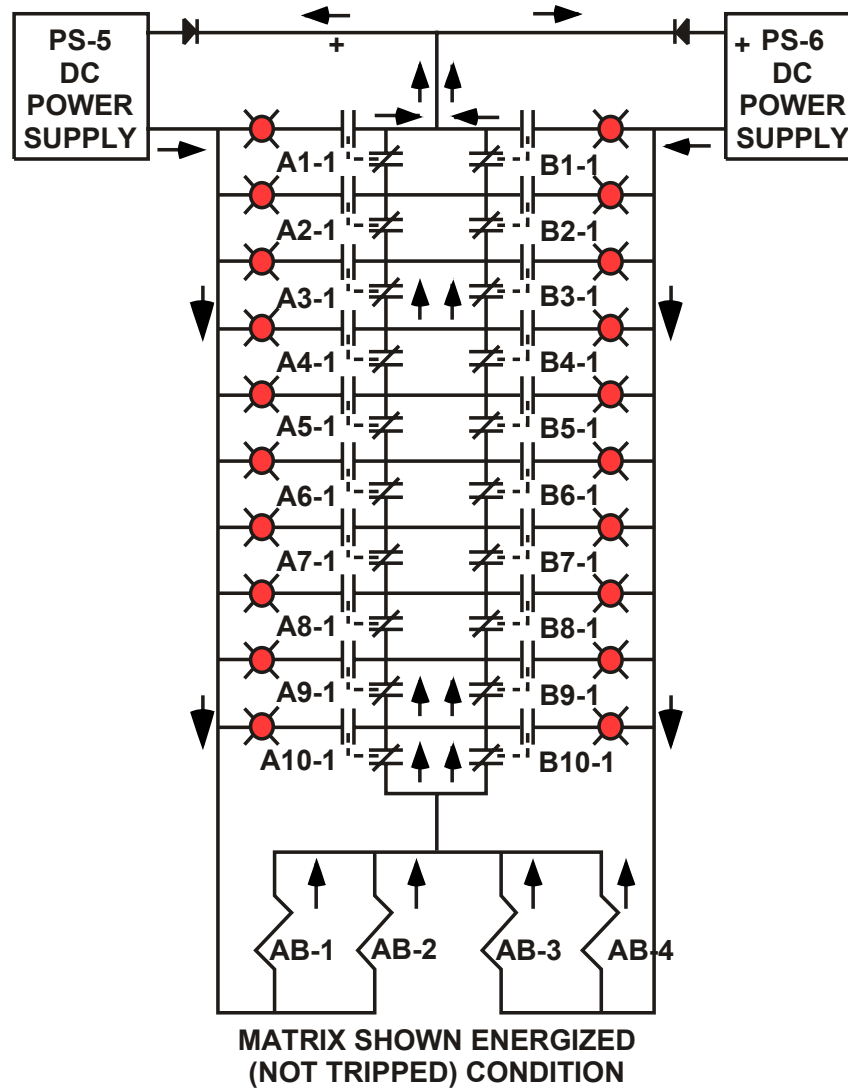 PS-5
DC
POWER
SUPPLY
+
+ PS-6
DC
POWER
SUPPLY
A1-1 B1-1
A2-1 B2-1
A3-1 B3-1
A4-1 B4-1
A5-1 B5-1
A6-1 B6-1
A7-1 B7-1
A8-1 B8-1
A9-1 B9-1
A10-1 B10-1
AB-1 AB-2 AB-3 AB-4
MATRIX SHOWN ENERGIZED
(NOT TRIPPED) CONDITION